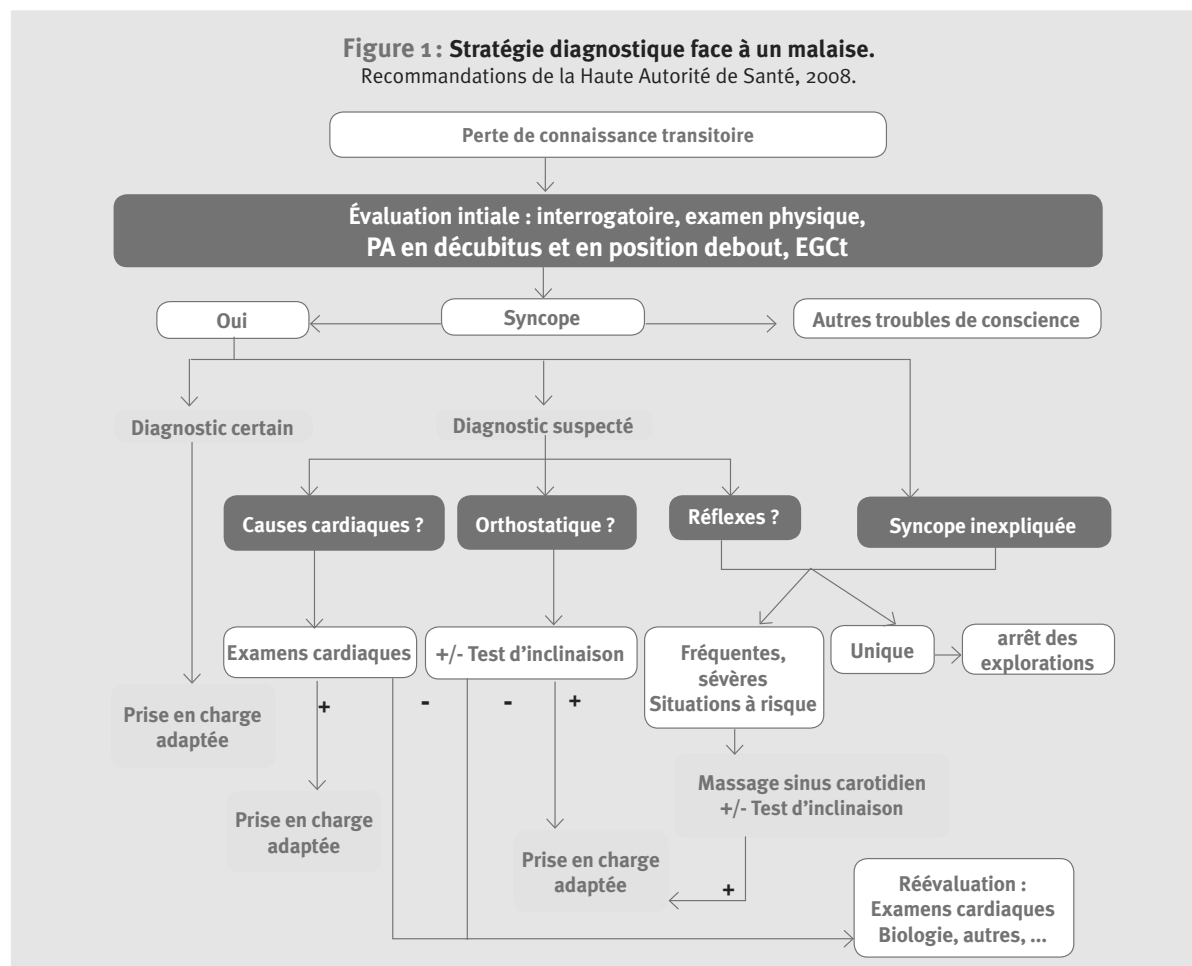 Figure 1 : Stratégie diagnostique face à un malaise.
Recommandations de la Haute Autorité de Santé, 2008.
Perte de connaissance transitoire
Évaluation intiale : interrogatoire, examen physique,
PA en décubitus et en position debout, EGCt
Oui
Syncope
Autres troubles de conscience
Diagnostic certain
Diagnostic suspecté
Causes cardiaques ?
Orthostatique ?
Réflexes ?
Syncope inexpliquée
Examens cardiaques
+/- Test d'inclinaison
Fréquentes,
sévères
Situations à risque
Unique
arrêt des
explorations
+
-
-
+
Prise en charge
adaptée
Prise en charge
adaptée
Massage sinus carotidien
+/- Test d'inclinaison
Prise en charge
adaptée
+
Réévaluation :
Examens cardiaques
Biologie, autres, ...